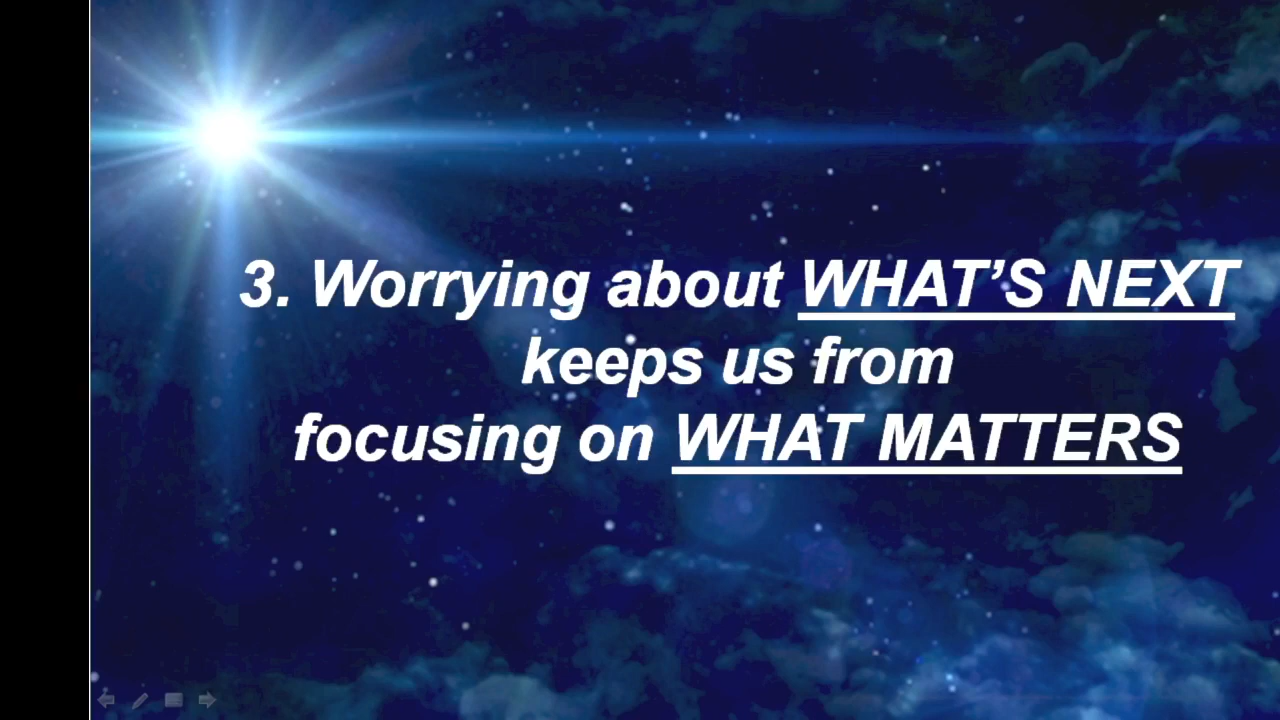 3. Worrying about WHAT’S NEXT
keeps us from
focusing on WHAT MATTERS